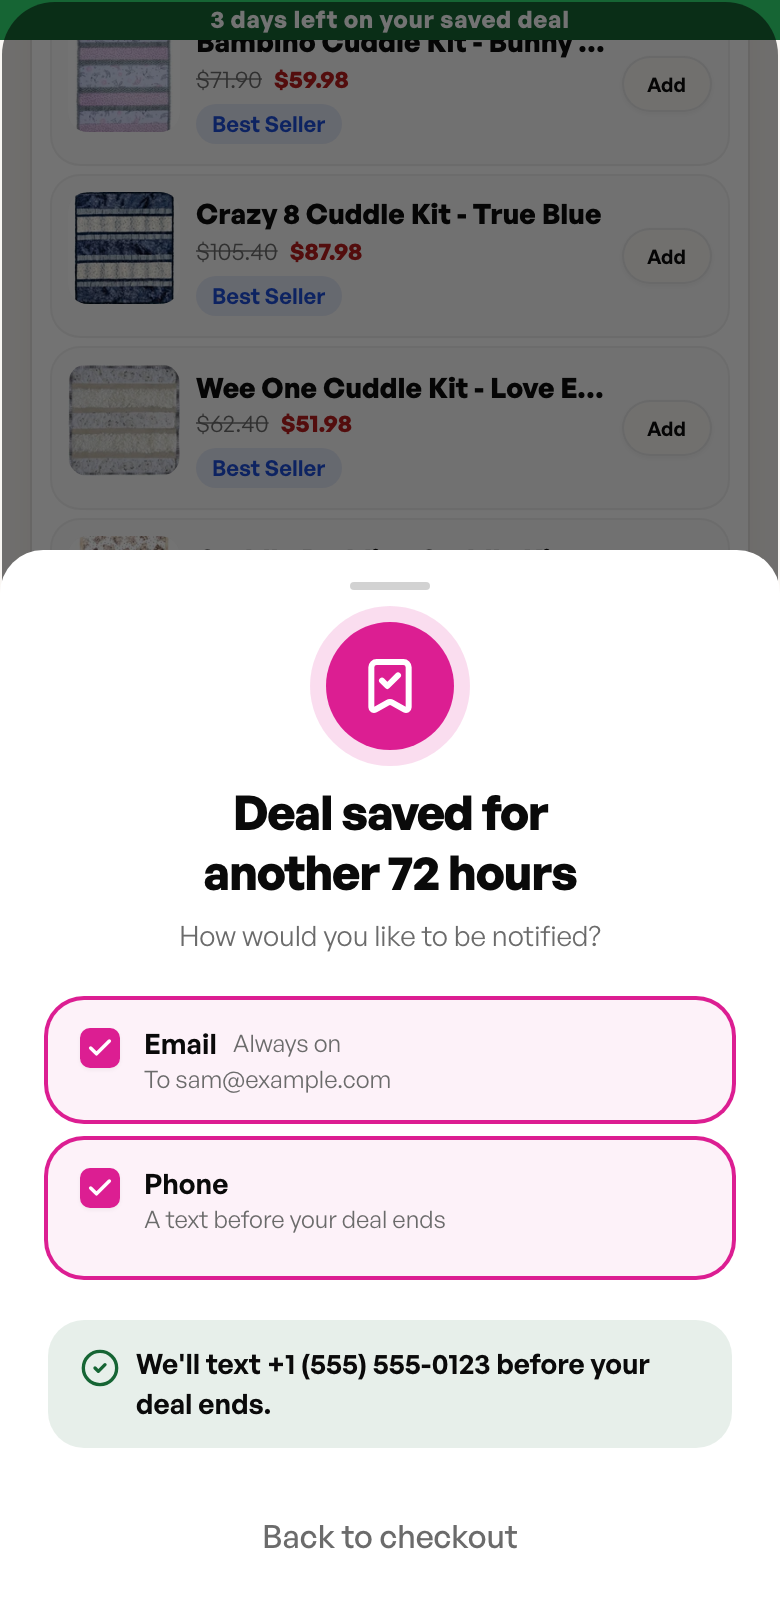 3 days left on your saved deal
Bambino Cuddle Kit - Bunny ...
$71.90 $59.98
Add
Best Seller
Crazy 8 Cuddle Kit - True Blue
$105.40 $87.98
Add
Best Seller
Wee One Cuddle Kit - Love E...
$62.40 $51.98
Add
Best Seller
Deal saved for
another 72 hours
How would you like to be notified?
Email Always on
To sam@example.com
Phone
A text before your deal ends
We'll text +1 (555) 555-0123 before your
deal ends.
Back to checkout